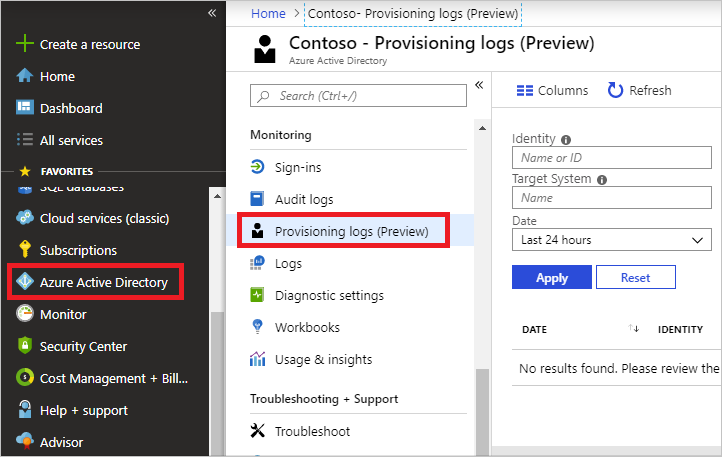 Create a resource
Home
Dashboard
All services
FAVORITES
SQL databases
Cloud services (classic)
Subscriptions
Azure Active Directory
Monitor
Security Center
Cost Management + Bill...
Help + support
Advisor
Home > Contoso- Provisioning logs (Preview)
Contoso - Provisioning logs (Preview)
Azure Active Directory
Search (Ctrl+/)
Monitoring
Sign-ins
Audit logs
Provisioning logs (Preview)
Logs
Diagnostic settings
Workbooks
Usage & insights
Troubleshooting + Support
Troubleshoot
Columns Refresh
Identity
Name or ID
Target System
Name
Date
Last 24 hours
Apply Reset
DATE IDENTITY
No results found. Please review the